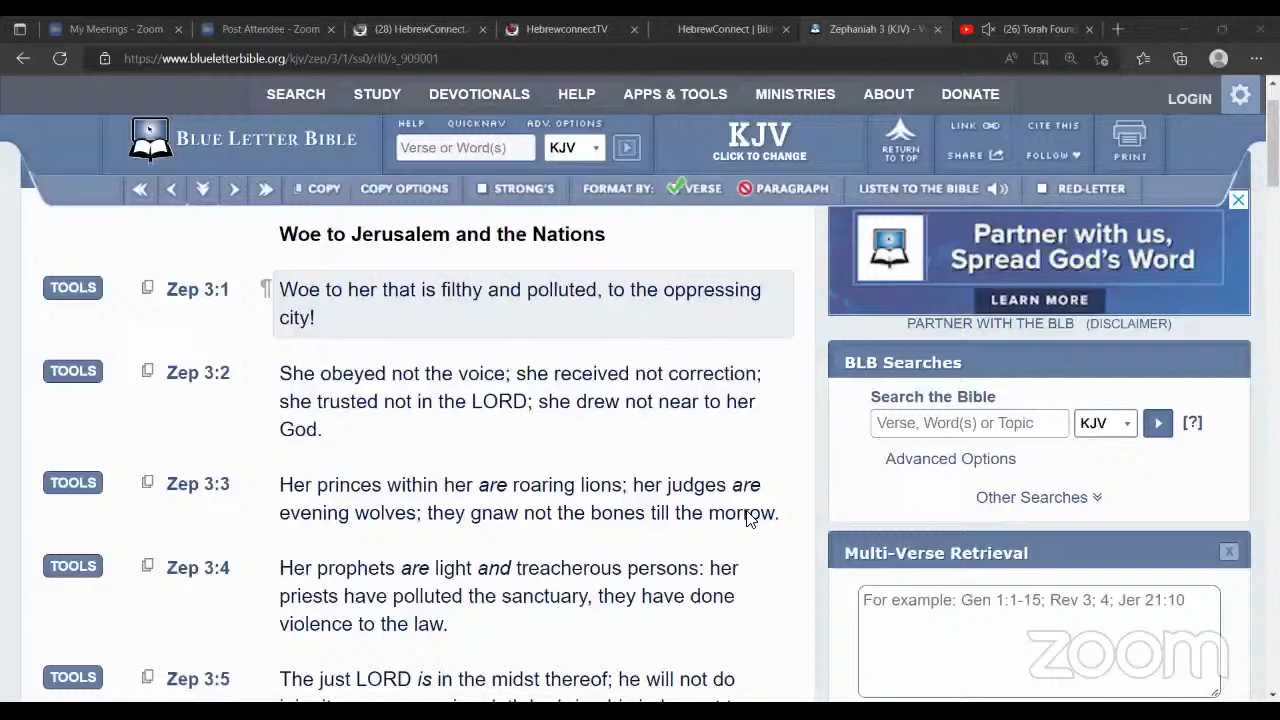 My Meetings - Zoom
Post Attendee - Zoom
(28) HebrewConnect.
HebrewconnectTV
HebrewConnect | Bib
Zephaniah 3 (KJV) - W
(26) Torah Foun
https://www.blueletterbible.org/kjv/zep/3/1/ss0/rl0/s_909001
SEARCH STUDY DEVOTIONALS HELP APPS & TOOLS MINISTRIES ABOUT DONATE LOGIN
BLUE LETTER BIBLE
HELP QUICKNAV ADV. OPTIONS
Verse or Word(s) KJV
KJV
CLICK TO CHANGE
RETURN
TO TOP
LINK CITE THIS
SHARE FOLLOW
PRINT
COPY COPY OPTIONS STRONG'S FORMAT BY: VERSE PARAGRAPH LISTEN TO THE BIBLE RED-LETTER
Woe to Jerusalem and the Nations
TOOLS Zep 3:1 ¶ Woe to her that is filthy and polluted, to the oppressing
city!
TOOLS Zep 3:2 She obeyed not the voice; she received not correction;
she trusted not in the LORD; she drew not near to her
God.
TOOLS Zep 3:3 Her princes within her are roaring lions; her judges are
evening wolves; they gnaw not the bones till the morrow.
TOOLS Zep 3:4 Her prophets are light and treacherous persons: her
priests have polluted the sanctuary, they have done
violence to the law.
TOOLS Zep 3:5 The just LORD is in the midst thereof; he will not do
Partner with us,
Spread God's Word
LEARN MORE
PARTNER WITH THE BLB (DISCLAIMER)
BLB Searches
Search the Bible
Verse, Word(s) or Topic KJV [?]
Advanced Options
Other Searches
Multi-Verse Retrieval X
For example: Gen 1:1-15; Rev 3; 4; Jer 21:10
zoom